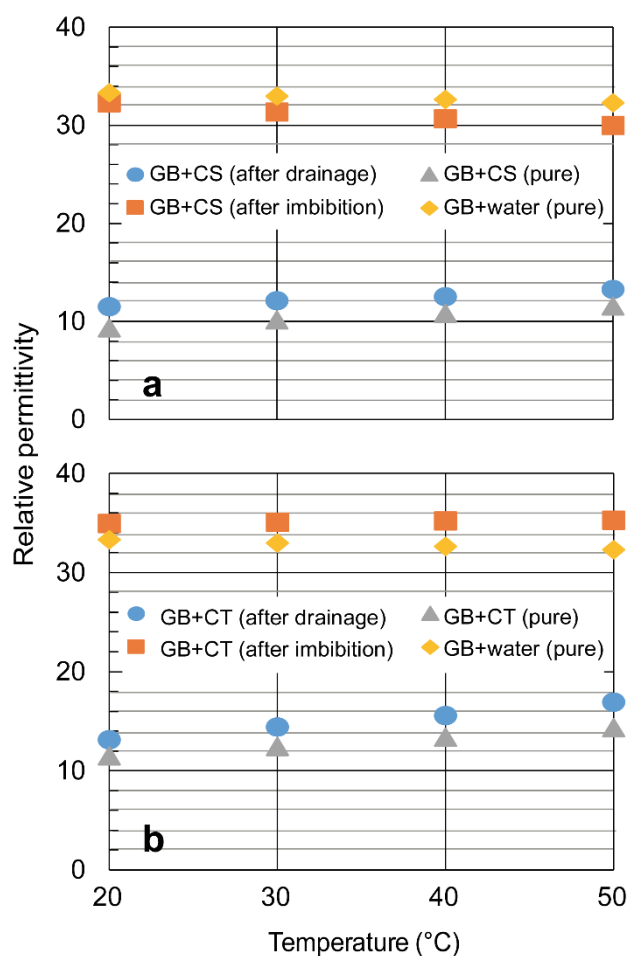 40
30
GB+CS (after drainage) GB+CS (pure)
GB+CS (after imbibition) GB+water (pure)
20
10
a
0
Relative permittivity
40
30
GB+CT (after drainage) GB+CT (pure)
GB+CT (after imbibition) GB+water (pure)
20
10
b
0
20 30 40 50
Temperature (°C)